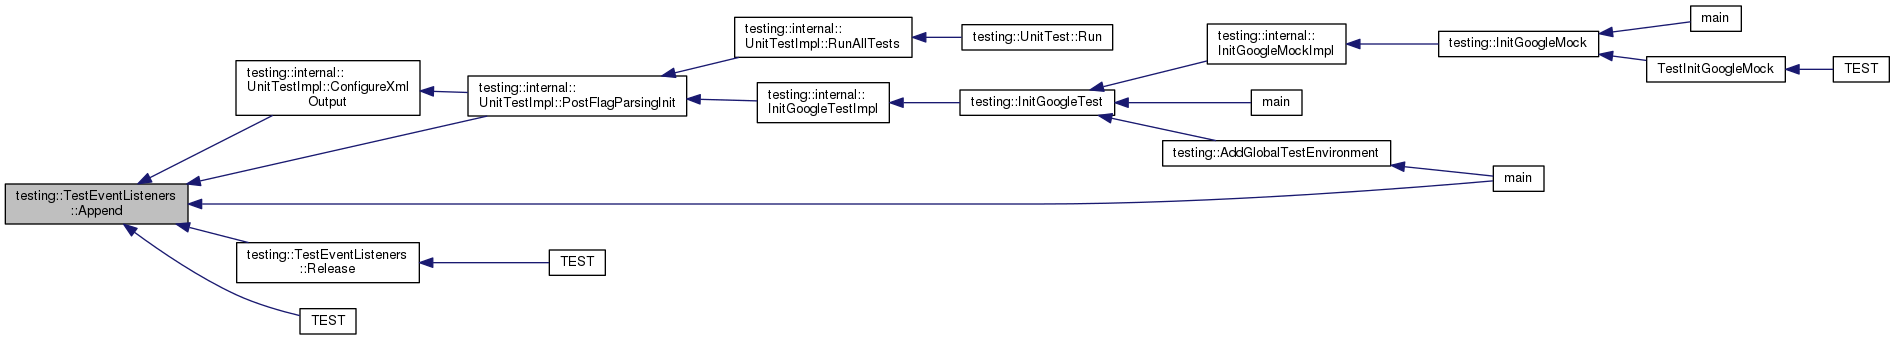 testing::TestEventListeners
::Append
testing::internal::
UnitTestImpl::ConfigureXml
Output
testing::internal::
UnitTestImpl::PostFlagParsingInit
testing::internal::
UnitTestImpl::RunAllTests
testing::UnitTest::Run
testing::internal::
InitGoogleTestImpl
testing::InitGoogleTest
testing::internal::
InitGoogleMockImpl
testing::InitGoogleMock
main
TestInitGoogleMock
TEST
main
testing::AddGlobalTestEnvironment
main
testing::TestEventListeners
::Release
TEST
TEST